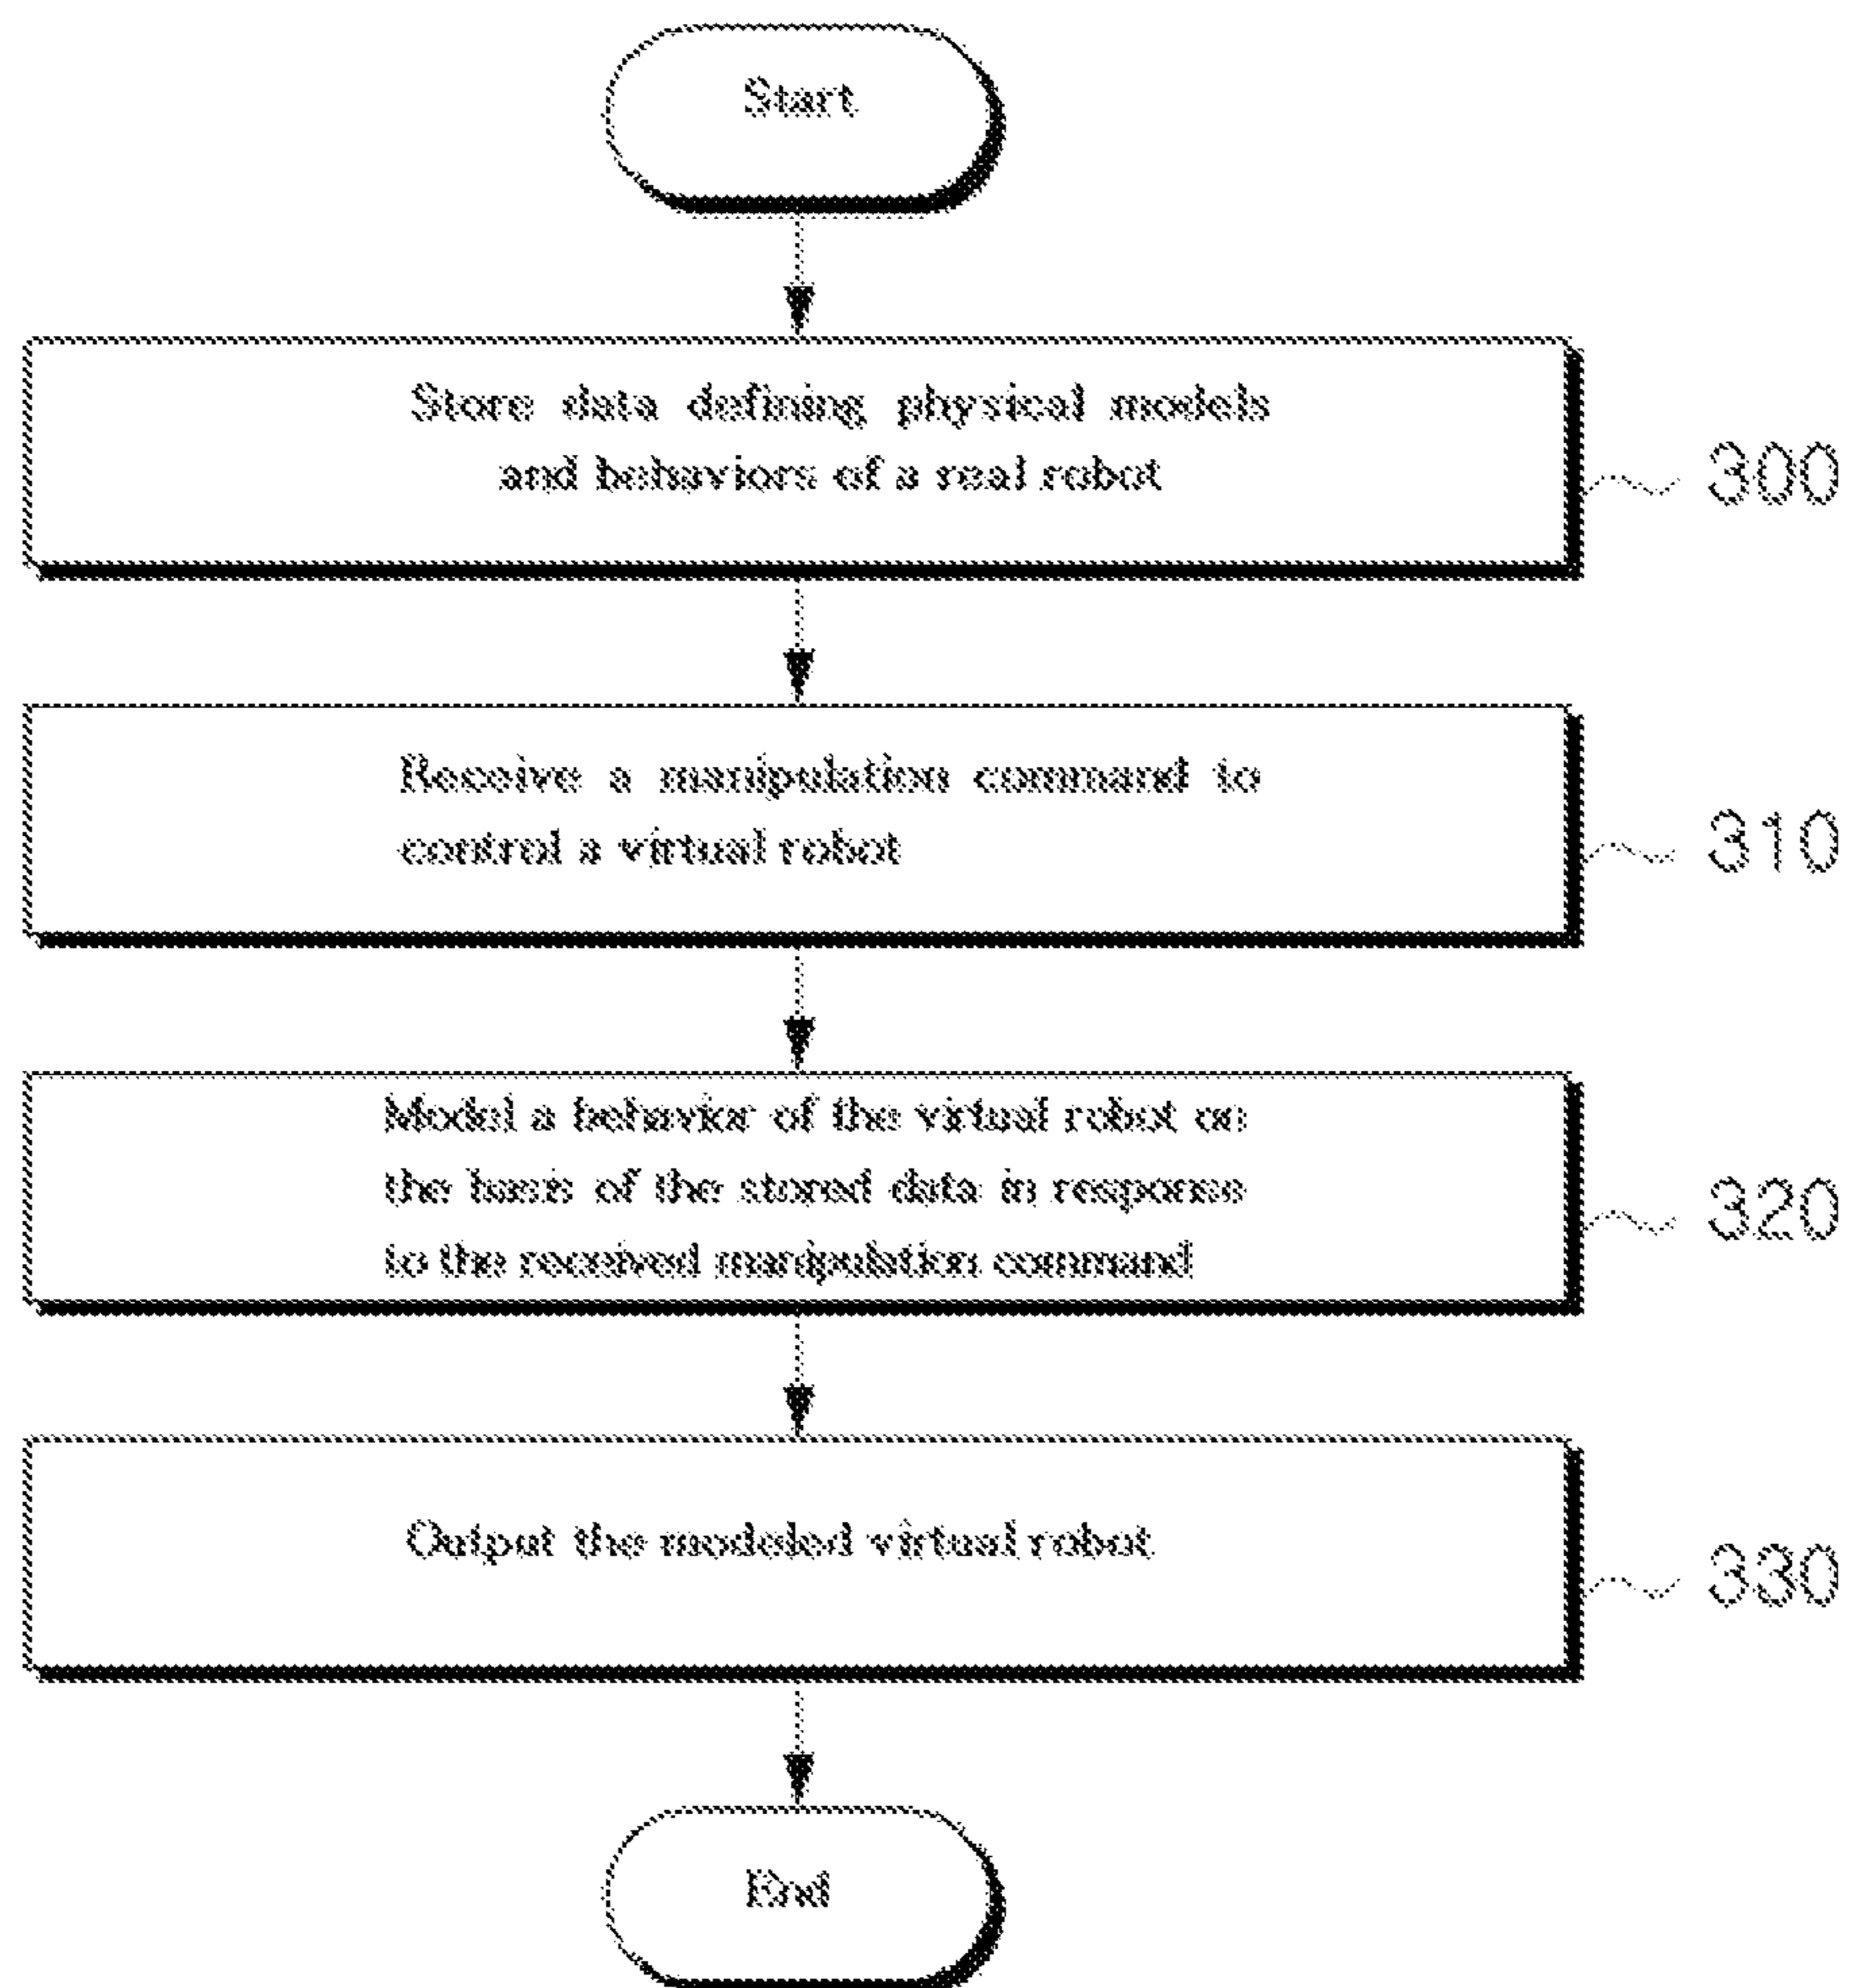 Start
Store data defining physical models
and behaviors of a real robot
300
Receive a manipulation command to
control a virtual robot
310
Model a behavior of the virtual robot on
the basis of the stored data in response
to the received manipulation command
320
Output the modeled virtual robot
330
End